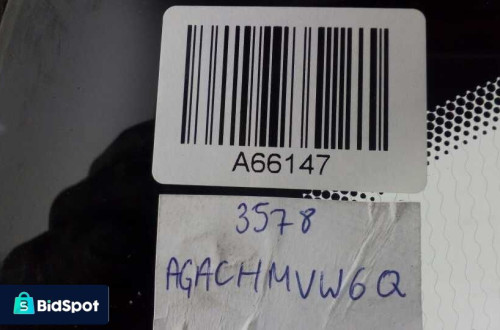 A66147
3578
AGACHMVW6Q
BidSpot